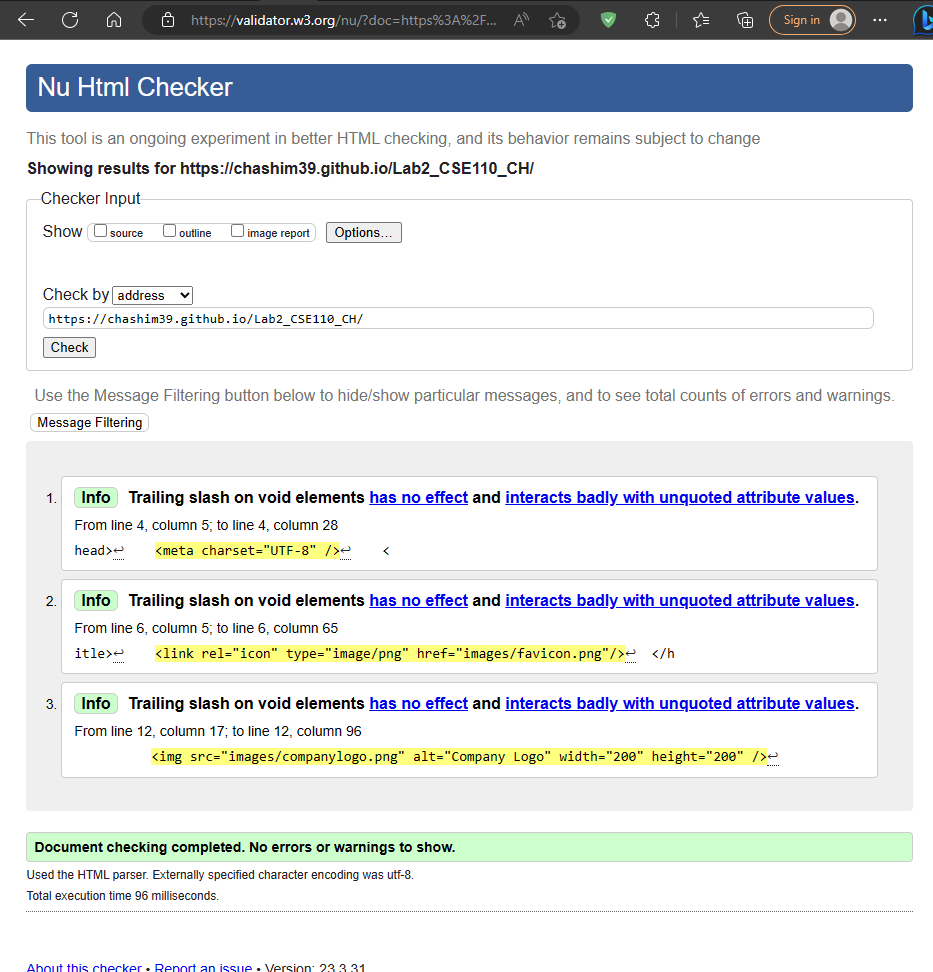 https://validator.w3.org/nu/?doc=https%3A%2F... A Sign in
Nu Html Checker
This tool is an ongoing experiment in better HTML checking, and its behavior remains subject to change
Showing results for https://chashim39.github.io/Lab2_CSE110_CH/
Checker Input
Show source outline image report Options...
Check by address
https://chashim39.github.io/Lab2_CSE110_CH/
Check
Use the Message Filtering button below to hide/show particular messages, and to see total counts of errors and warnings.
Message Filtering
1. Info Trailing slash on void elements has no effect and interacts badly with unquoted attribute values.
From line 4, column 5; to line 4, column 28
head>↩ <meta charset="UTF-8" />↩ <
2. Info Trailing slash on void elements has no effect and interacts badly with unquoted attribute values.
From line 6, column 5; to line 6, column 65
itle>↩ <link rel="icon" type="image/png" href="images/favicon.png"/>↩ </h
3. Info Trailing slash on void elements has no effect and interacts badly with unquoted attribute values.
From line 12, column 17; to line 12, column 96
<img src="images/companylogo.png" alt="Company Logo" width="200" height="200" />↩
Document checking completed. No errors or warnings to show.
Used the HTML parser. Externally specified character encoding was utf-8.
Total execution time 96 milliseconds.
About this checker • Report an issue • Version: 23.3.31